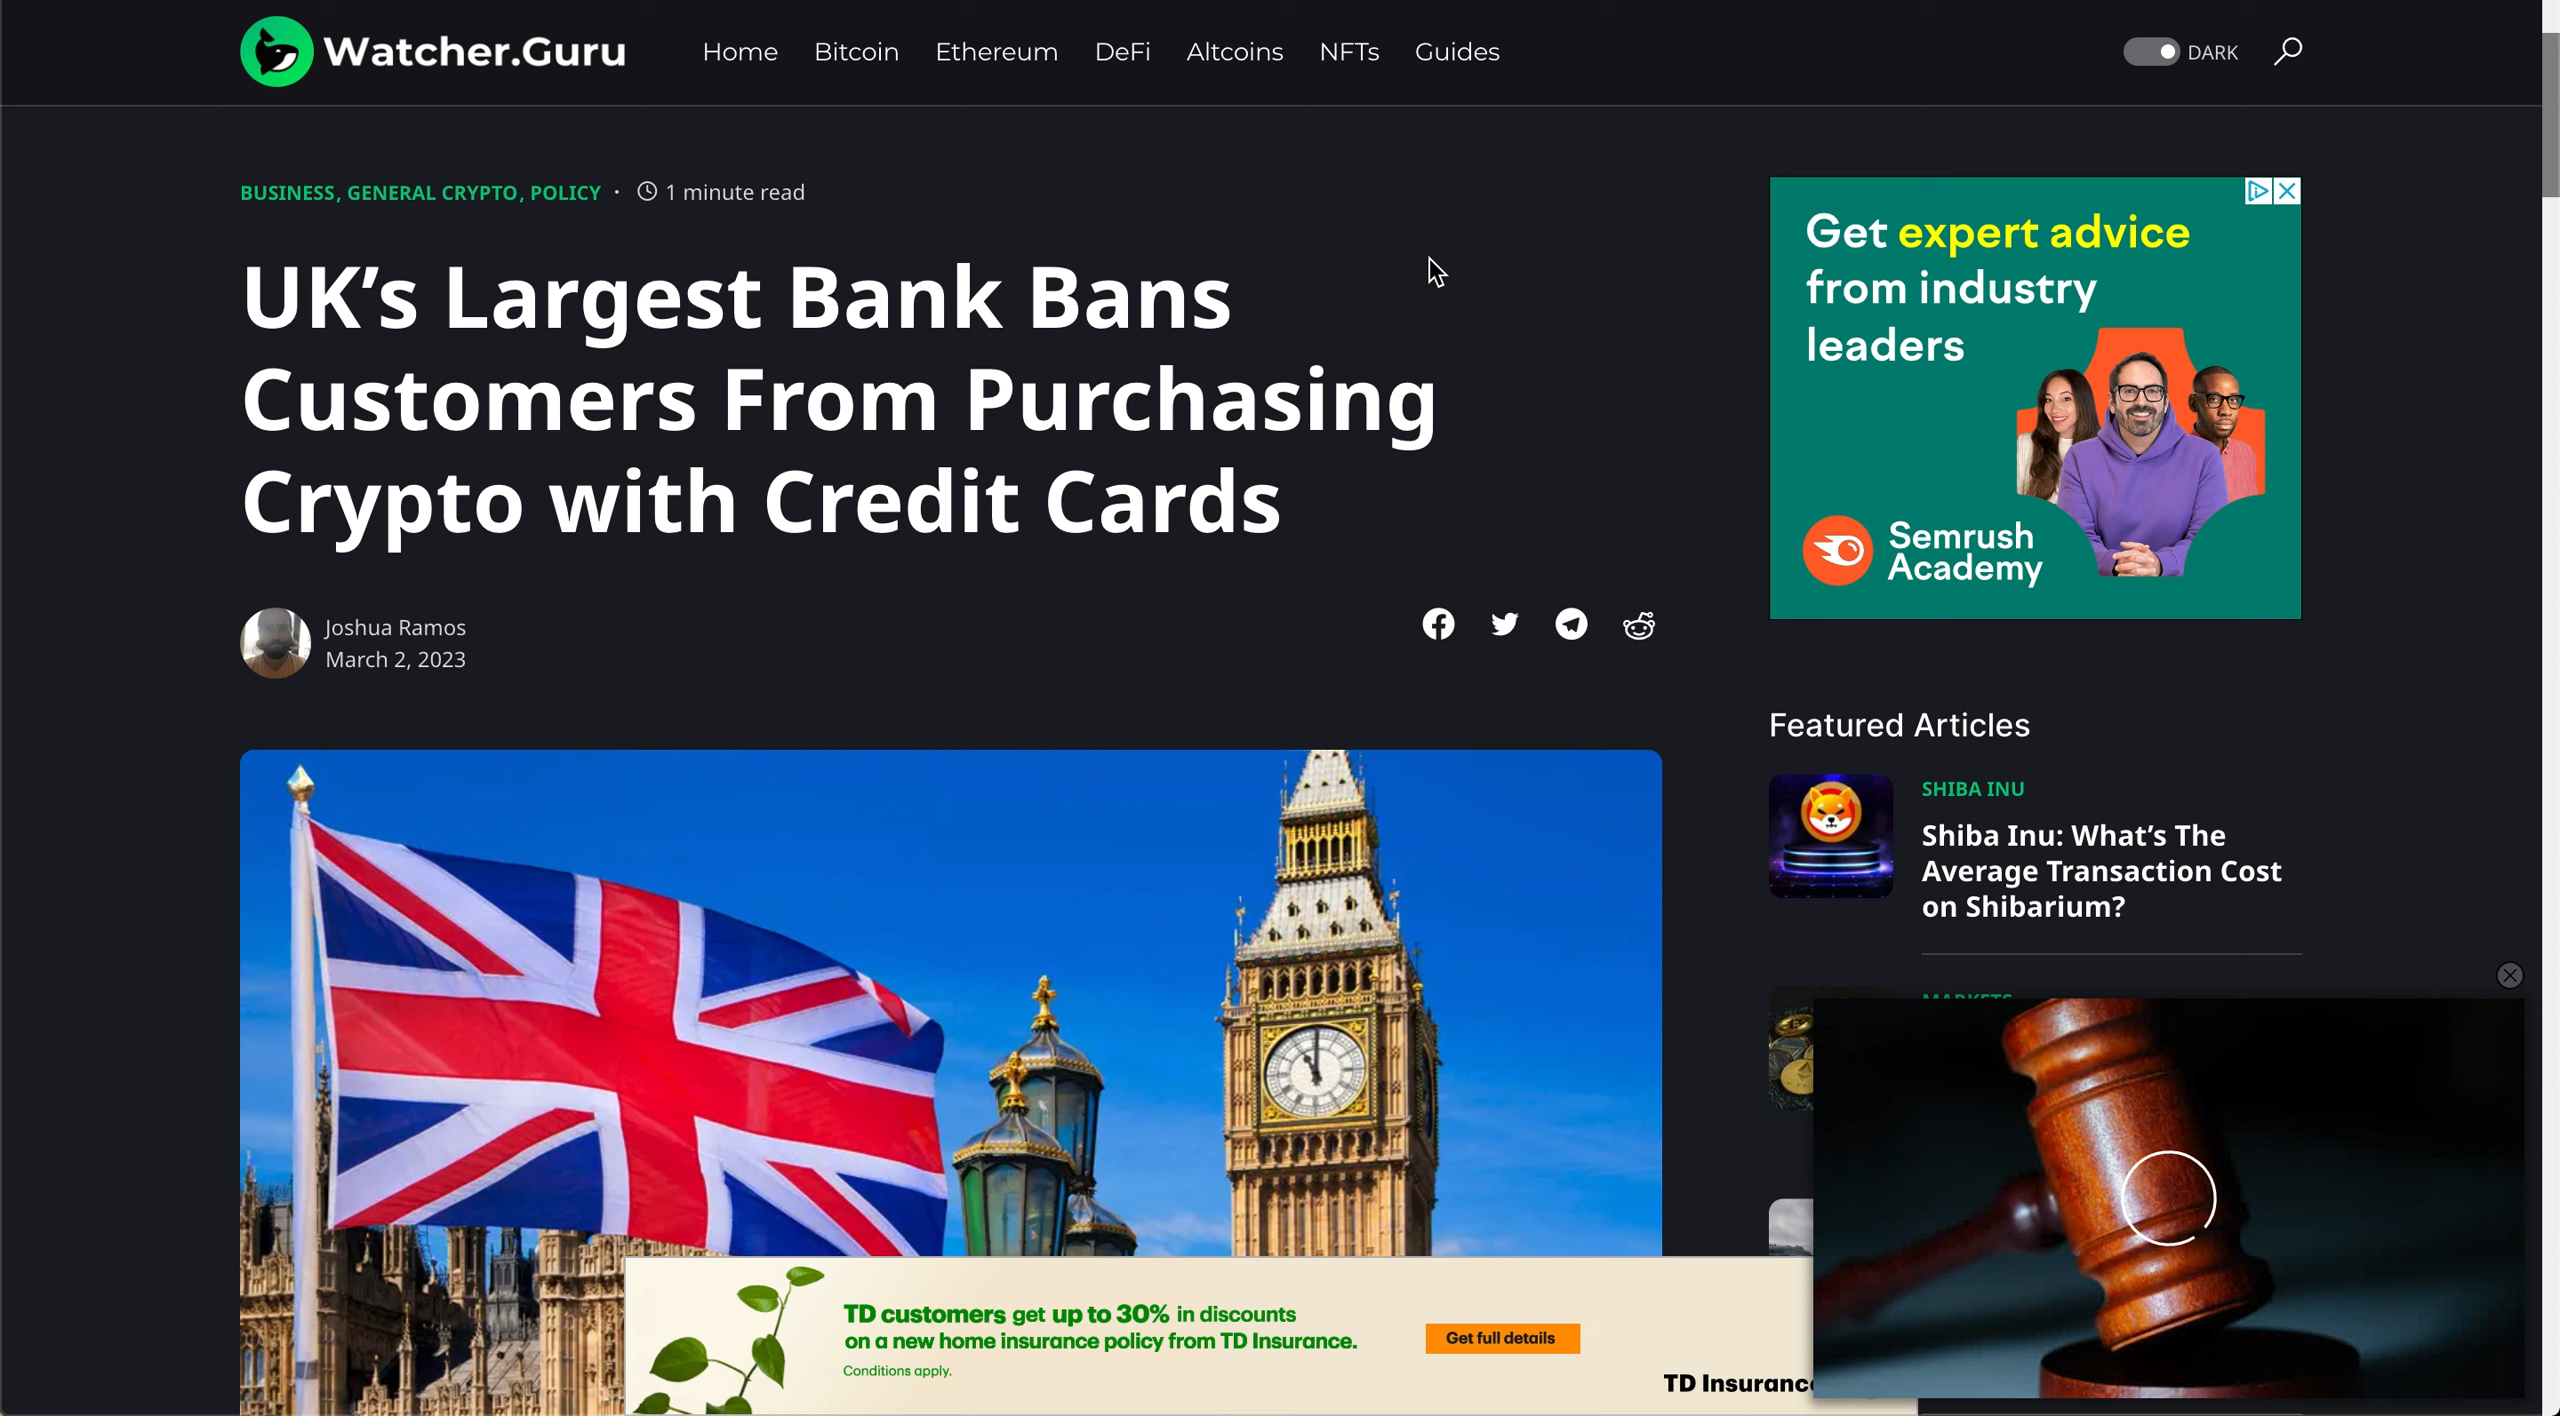 Watcher.Guru
Home Bitcoin Ethereum DeFi Altcoins NFTs Guides
DARK
BUSINESS, GENERAL CRYPTO, POLICY · 1 minute read
UK’s Largest Bank Bans
Customers From Purchasing
Crypto with Credit Cards
Joshua Ramos
March 2, 2023
Get expert advice
from industry
leaders
Semrush
Academy
Featured Articles
SHIBA INU
Shiba Inu: What’s The
Average Transaction Cost
on Shibarium?
TD customers get up to 30% in discounts
on a new home insurance policy from TD Insurance.
Conditions apply.
Get full details
TD Insuranc